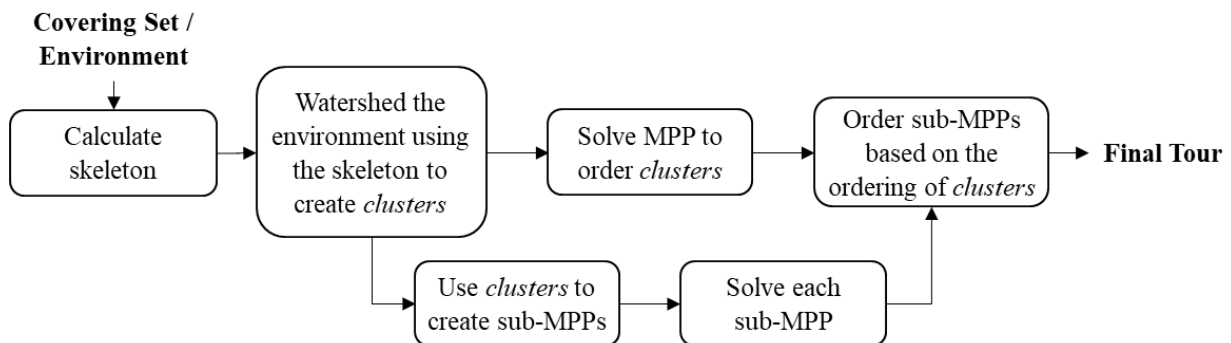 Covering Set /
Environment
Calculate
skeleton
Watershed the
environment using
the skeleton to
create clusters
Solve MPP to
order clusters
Order sub-MPPs
based on the
ordering of clusters
Final Tour
Use clusters to
create sub-MPPs
Solve each
sub-MPP